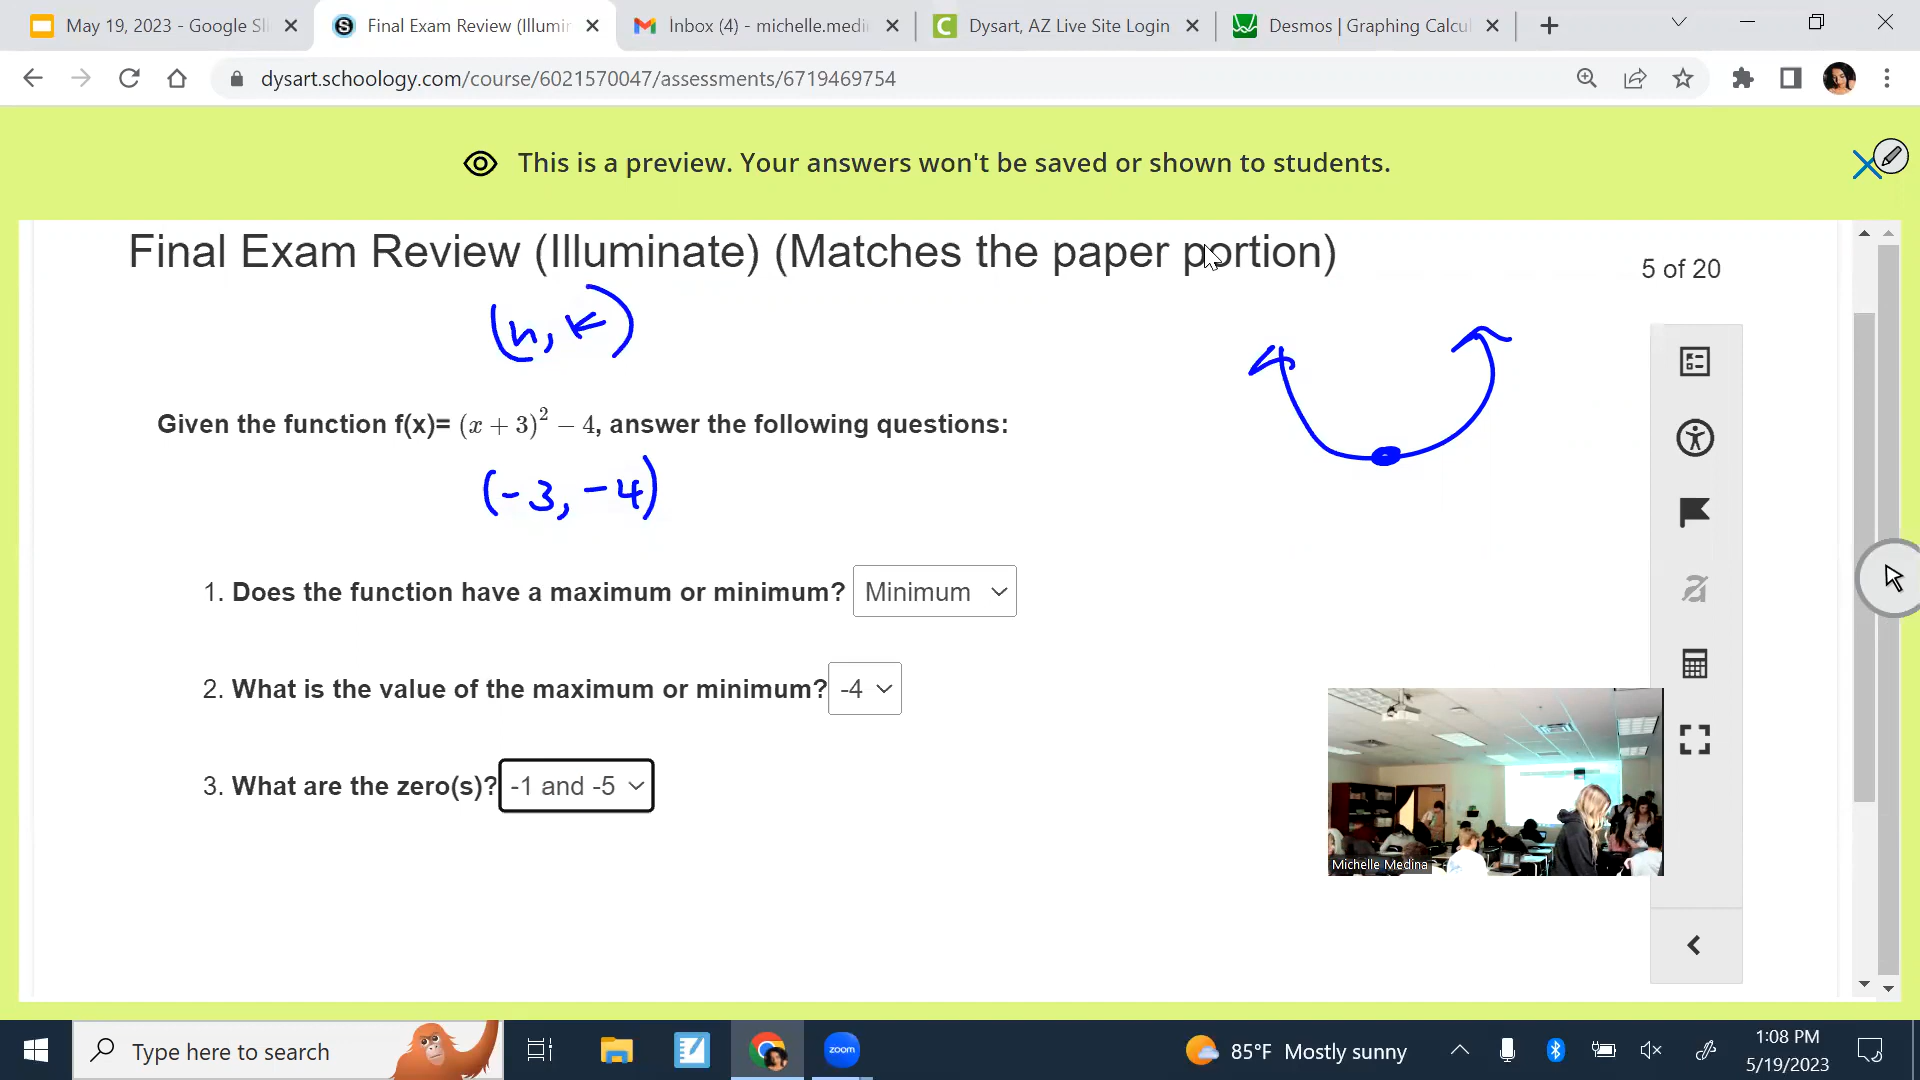 May 19, 2023 - Google Sli
Final Exam Review (Illumin
Inbox (4) - michelle.medi
Dysart, AZ Live Site Login
Desmos | Graphing Calcul
dysart.schoology.com/course/6021570047/assessments/6719469754
This is a preview. Your answers won't be saved or shown to students.
Final Exam Review (Illuminate) (Matches the paper portion)
5 of 20
(h, k)
Given the function f(x)= (x + 3)² − 4, answer the following questions:
(-3, -4)
1. Does the function have a maximum or minimum? Minimum
2. What is the value of the maximum or minimum? -4
3. What are the zero(s)? -1 and -5
Michelle Medina
Type here to search
zoom
85°F Mostly sunny
1:08 PM
5/19/2023